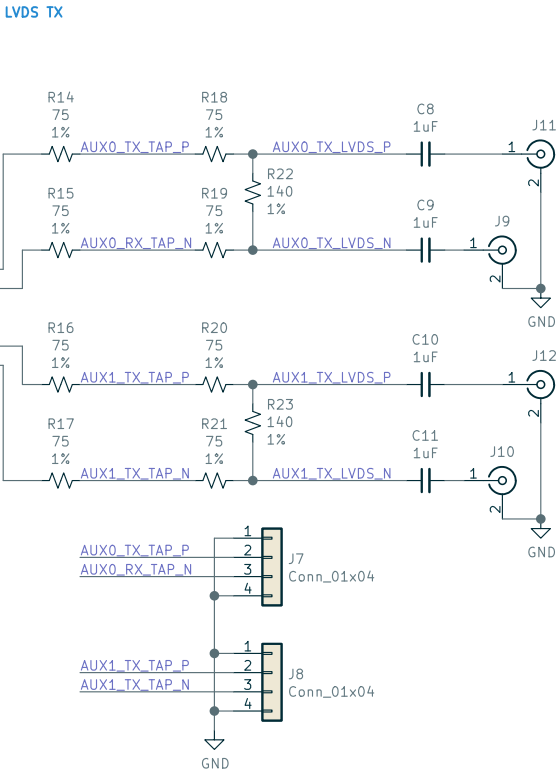 LVDS TX
R14
75
1%
AUX0_TX_TAP_P
R18
75
1%
AUX0_TX_LVDS_P
C8
1uF
1
J11
2
R22
140
1%
R15
75
1%
AUX0_RX_TAP_N
R19
75
1%
AUX0_TX_LVDS_N
C9
1uF
1
J9
2
GND
R16
75
1%
AUX1_TX_TAP_P
R20
75
1%
AUX1_TX_LVDS_P
C10
1uF
1
J12
2
R23
140
1%
R17
75
1%
AUX1_TX_TAP_N
R21
75
1%
AUX1_TX_LVDS_N
C11
1uF
1
J10
2
GND
1
AUX0_TX_TAP_P 2
AUX0_RX_TAP_N 3
4
J7
Conn_01x04
1
AUX1_TX_TAP_P 2
AUX1_TX_TAP_N 3
4
J8
Conn_01x04
GND